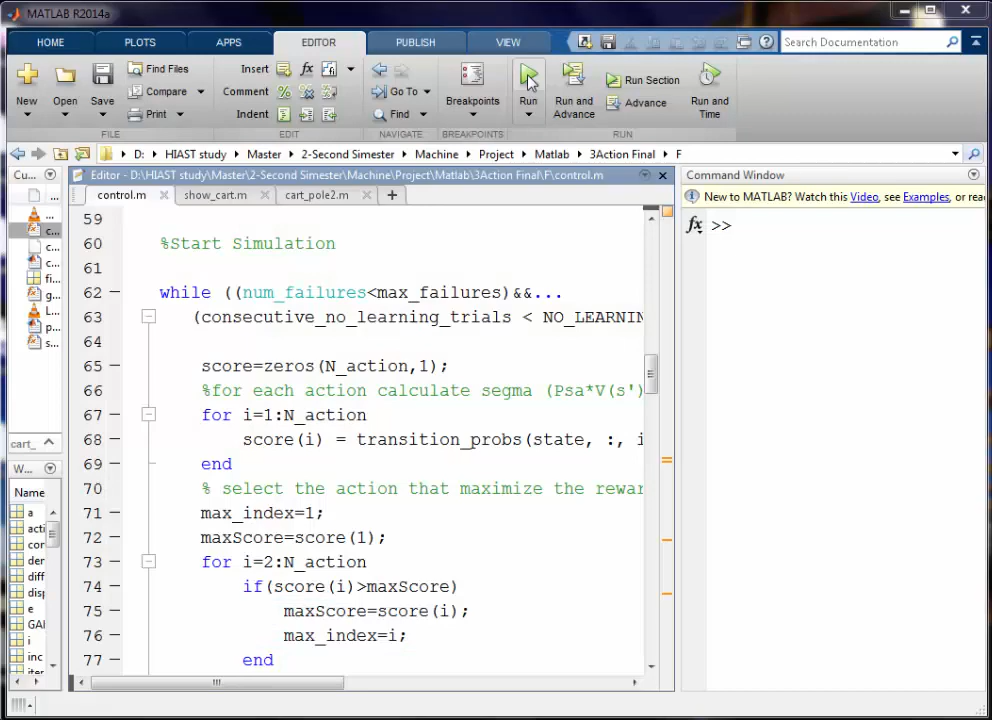 MATLAB R2014a
HOME PLOTS APPS EDITOR PUBLISH VIEW Search Documentation
New Open Save Find Files Compare Print
Insert fx Comment % Indent
Go To Find
Breakpoints Run Run and Advance Run Section Advance Run and Time
FILE EDIT NAVIGATE BREAKPOINTS RUN
D: HIAST study Master 2-Second Simester Machine Project Matlab 3Action Final F
Cu... Editor - D:\HIAST study\Master\2-Second Simester\Machine\Project\Matlab\3Action Final\F\control.m Command Window
control.m show_cart.m cart_pole2.m +
New to MATLAB? Watch this Video, see Examples, or rea
fx >>
59
60 %Start Simulation
61
62 while ((num_failures<max_failures)&&...
63 (consecutive_no_learning_trials < NO_LEARNIN
64
65 score=zeros(N_action,1);
66 %for each action calculate segma (Psa*V(s')
67 for i=1:N_action
68 score(i) = transition_probs(state, :, i
69 end
70 % select the action that maximize the rewar
71 max_index=1;
72 maxScore=score(1);
73 for i=2:N_action
74 if(score(i)>maxScore)
75 maxScore=score(i);
76 max_index=i;
77 end
...
c...
c...
c...
c...
fi...
g...
L...
p...
s...
cart_
W...
Name
a
acti
cor
der
diff
disp
e
GA
i
inc
iter